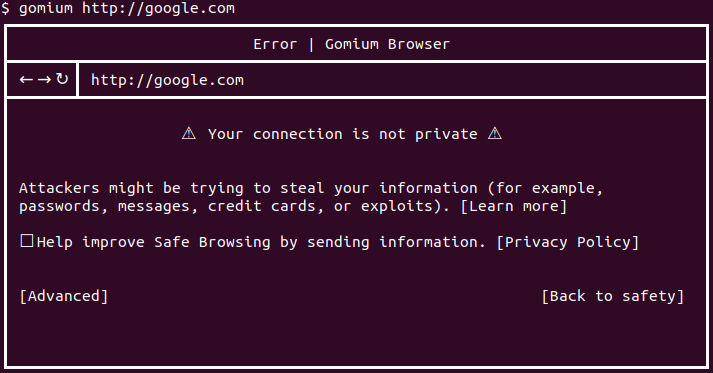 $ gomium http://google.com
Error | Gomium Browser
←→↻ http://google.com
⚠ Your connection is not private ⚠
Attackers might be trying to steal your information (for example,
passwords, messages, credit cards, or exploits). [Learn more]
☐Help improve Safe Browsing by sending information. [Privacy Policy]
[Advanced] [Back to safety]